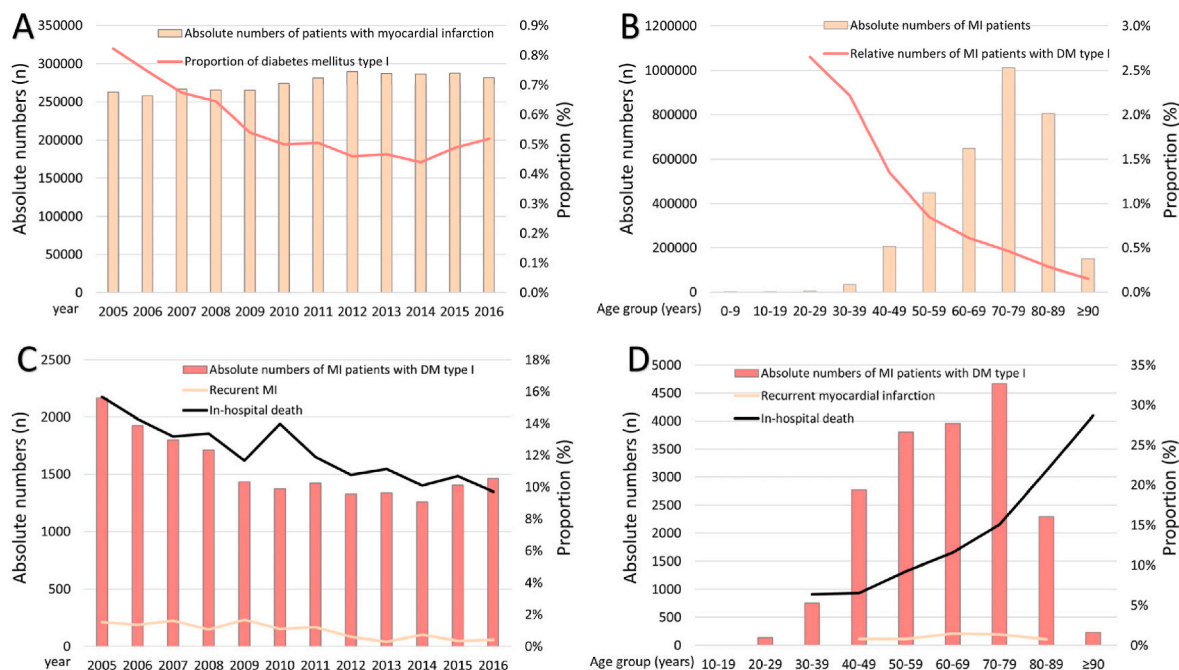 A
Absolute numbers (n)
350000
300000
250000
200000
150000
100000
50000
0
Absolute numbers of patients with myocardial infarction
Proportion of diabetes mellitus type I
0.9%
0.8%
0.7%
0.6%
0.5%
0.4%
0.3%
0.2%
0.1%
0.0%
Proportion (%)
year
2005 2006 2007 2008 2009 2010 2011 2012 2013 2014 2015 2016
B
Absolute numbers (n)
1200000
1000000
800000
600000
400000
200000
0
Absolute numbers of MI patients
Relative numbers of MI patients with DM type I
3.0%
2.5%
2.0%
1.5%
1.0%
0.5%
0.0%
Proportion (%)
Age group (years)
0-9 10-19 20-29 30-39 40-49 50-59 60-69 70-79 80-89 ≥90
C
Absolute numbers (n)
2500
2000
1500
1000
500
0
Absolute numbers of MI patients with DM type I
Recurent MI
In-hospital death
18%
16%
14%
12%
10%
8%
6%
4%
2%
0%
Proportion (%)
year
2005 2006 2007 2008 2009 2010 2011 2012 2013 2014 2015 2016
D
Absolute numbers (n)
5000
4500
4000
3500
3000
2500
2000
1500
1000
500
0
Absolute numbers of MI patients with DM type I
Recurrent myocardial infarction
In-hospital death
35%
30%
25%
20%
15%
10%
5%
0%
Proportion (%)
Age group (years)
10-19 20-29 30-39 40-49 50-59 60-69 70-79 80-89 ≥90